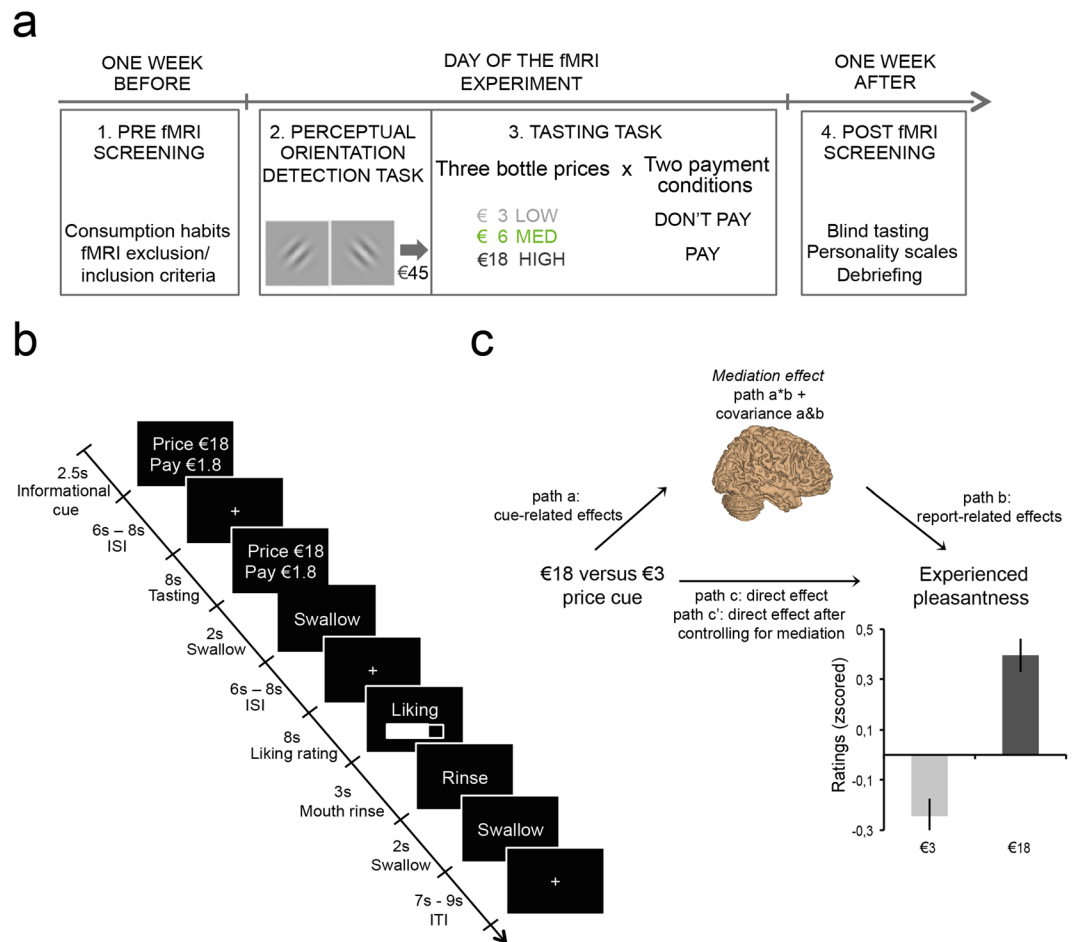 a
ONE WEEK
BEFORE
DAY OF THE fMRI
EXPERIMENT
ONE WEEK
AFTER
1. PRE fMRI
SCREENING
Consumption habits
fMRI exclusion/
inclusion criteria
2. PERCEPTUAL
ORIENTATION
DETECTION TASK
€45
3. TASTING TASK
Three bottle prices x Two payment
conditions
€ 3 LOW
€ 6 MED
€18 HIGH
DON'T PAY
PAY
4. POST fMRI
SCREENING
Blind tasting
Personality scales
Debriefing
b
Price €18
Pay €1.8
2.5s
Informational
cue
+
6s – 8s
ISI
Price €18
Pay €1.8
8s
Tasting
Swallow
2s
Swallow
+
6s – 8s
ISI
Liking
8s
Liking rating
Rinse
3s
Mouth rinse
Swallow
2s
Swallow
+
7s - 9s
ITI
c
Mediation effect
path a*b +
covariance a&b
path a:
cue-related effects
path b:
report-related effects
€18 versus €3
price cue
path c: direct effect
path c': direct effect after
controlling for mediation
Experienced
pleasantness
Ratings (zscored)
0,5
0,3
0,1
-0,1
-0,3
€3
€18